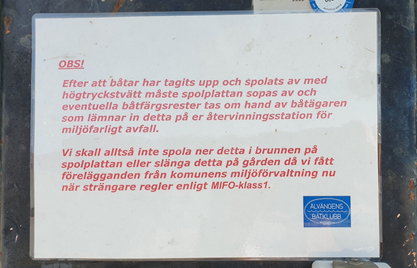 OBS!
Efter att båtar har tagits upp och spolats av med
högtryckstvätt måste spolplattan sopas av och
eventuella båtfärgsrester tas om hand av båtägaren
som lämnar in detta på er återvinningsstation för
miljöfarligt avfall.
Vi skall alltså inte spola ner detta i brunnen på
spolplattan eller slänga detta på gården då vi fått
förelägganden från komunens miljöförvaltning nu
när strängare regler enligt MIFO-klass1.
ÄLVÄNGENS
BÅTKLUBB